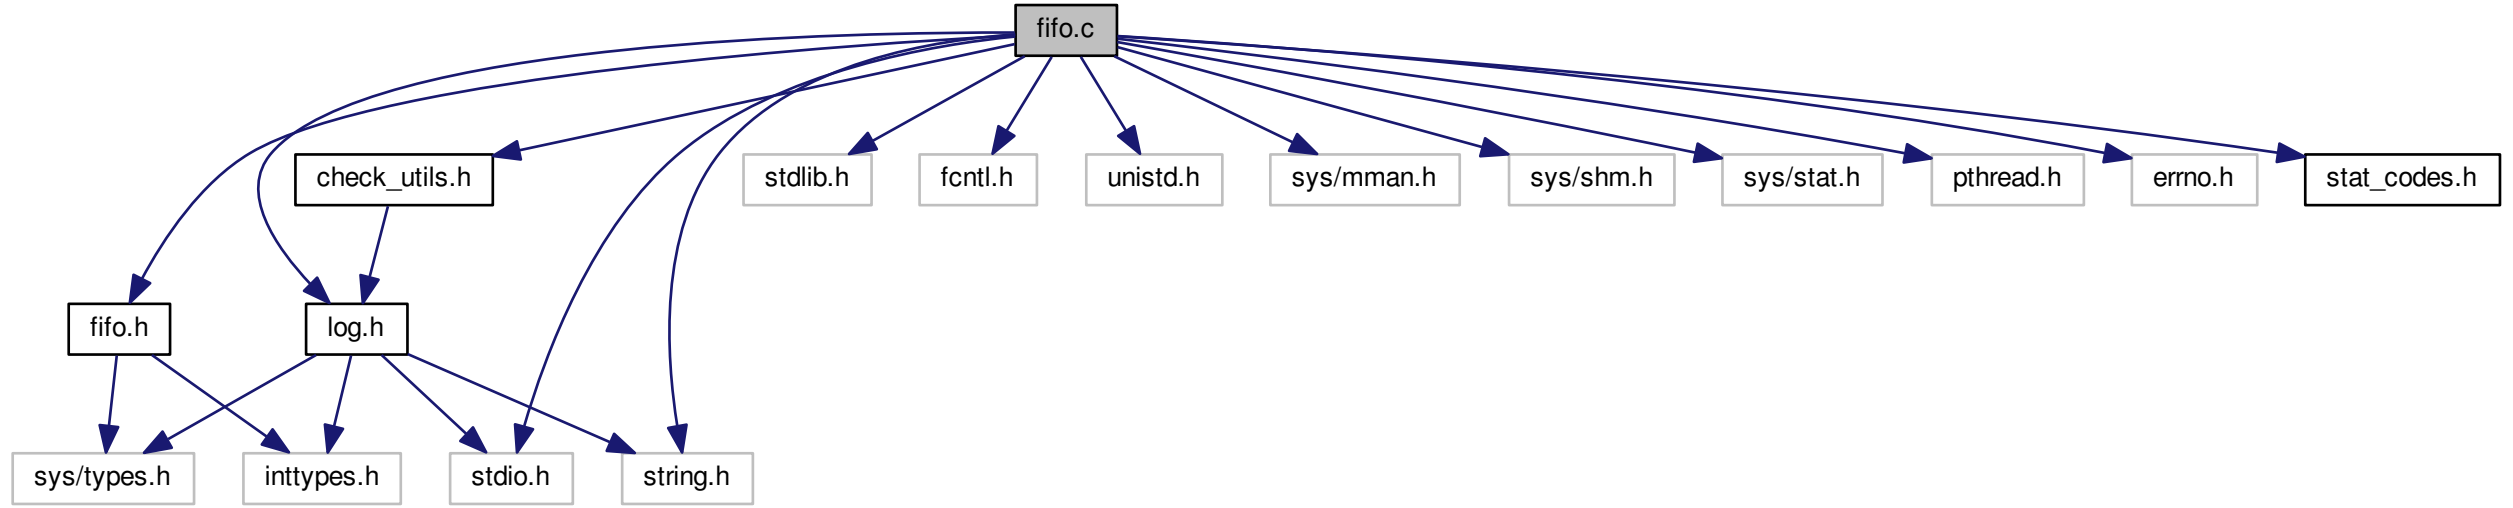 fifo.c
check_utils.h
stdlib.h
fcntl.h
unistd.h
sys/mman.h
sys/shm.h
sys/stat.h
pthread.h
errno.h
stat_codes.h
fifo.h
log.h
sys/types.h
inttypes.h
stdio.h
string.h